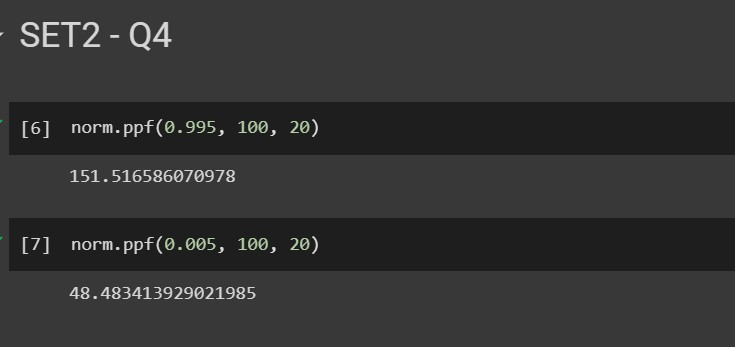 SET2 - Q4
[6] norm.ppf(0.995, 100, 20)
151.516586070978
[7] norm.ppf(0.005, 100, 20)
48.483413929021985